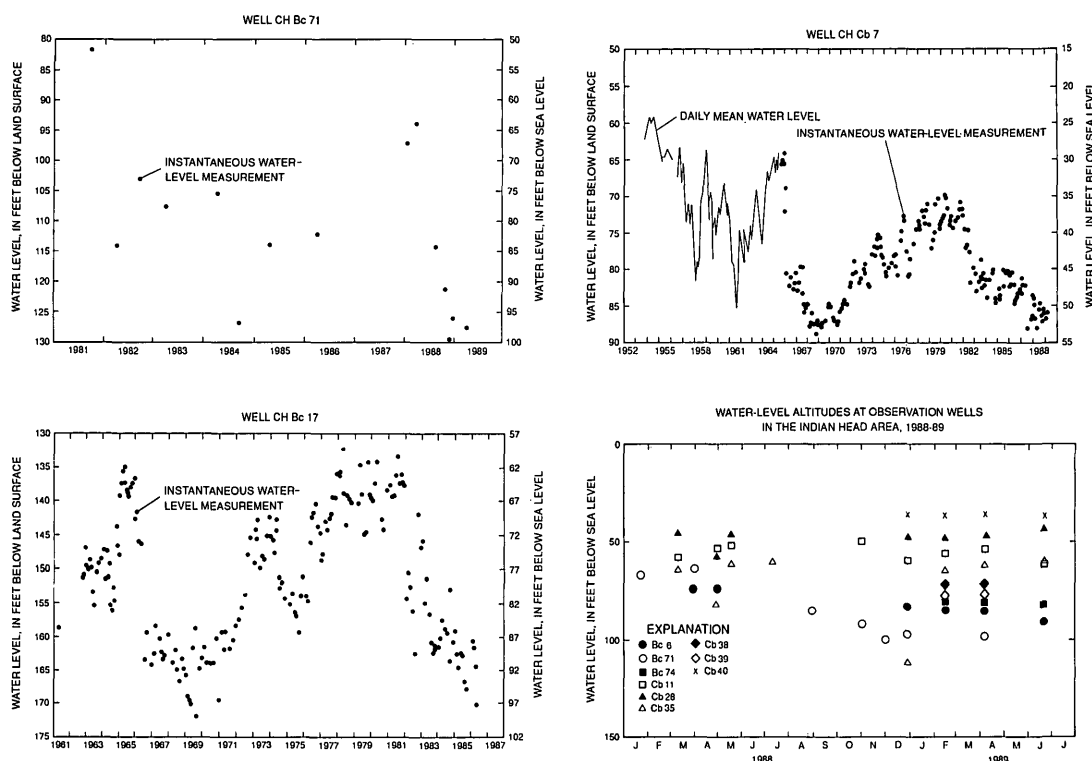 WELL CH Bc 71
WATER LEVEL, IN FEET BELOW LAND SURFACE
80
85
90
95
100
105
110
115
120
125
130
INSTANTANEOUS WATER-
LEVEL MEASUREMENT
50
55
60
65
70
75
80
85
90
95
100
WATER LEVEL, IN FEET BELOW SEA LEVEL
1981 1982 1983 1984 1985 1986 1987 1988 1989
WELL CH Cb 7
WATER LEVEL, IN FEET BELOW LAND SURFACE
50
55
60
65
70
75
80
85
90
DAILY MEAN WATER LEVEL
INSTANTANEOUS WATER-LEVEL-MEASUREMENT
15
20
25
30
35
40
45
50
55
WATER LEVEL, IN FEET BELOW SEA LEVEL
1952 1955 1958 1961 1964 1967 1970 1973 1976 1979 1982 1985 1988
WELL CH Bc 17
WATER LEVEL, IN FEET BELOW LAND SURFACE
130
135
140
145
150
155
160
165
170
175
INSTANTANEOUS WATER-
LEVEL MEASUREMENT
57
62
67
72
77
82
87
92
97
102
WATER LEVEL, IN FEET BELOW SEA LEVEL
1961 1963 1965 1967 1969 1971 1973 1975 1977 1979 1981 1983 1985 1987
WATER-LEVEL ALTITUDES AT OBSERVATION WELLS
IN THE INDIAN HEAD AREA, 1988-89
WATER LEVEL, IN FEET BELOW SEA LEVEL
0
50
100
150
EXPLANATION
Bc 6 Cb 38
Bc 71 Cb 39
Bc 74 Cb 40
Cb 11
Cb 28
Cb 35
J F M A M J J A S O N D J F M A M J J
1988 1989